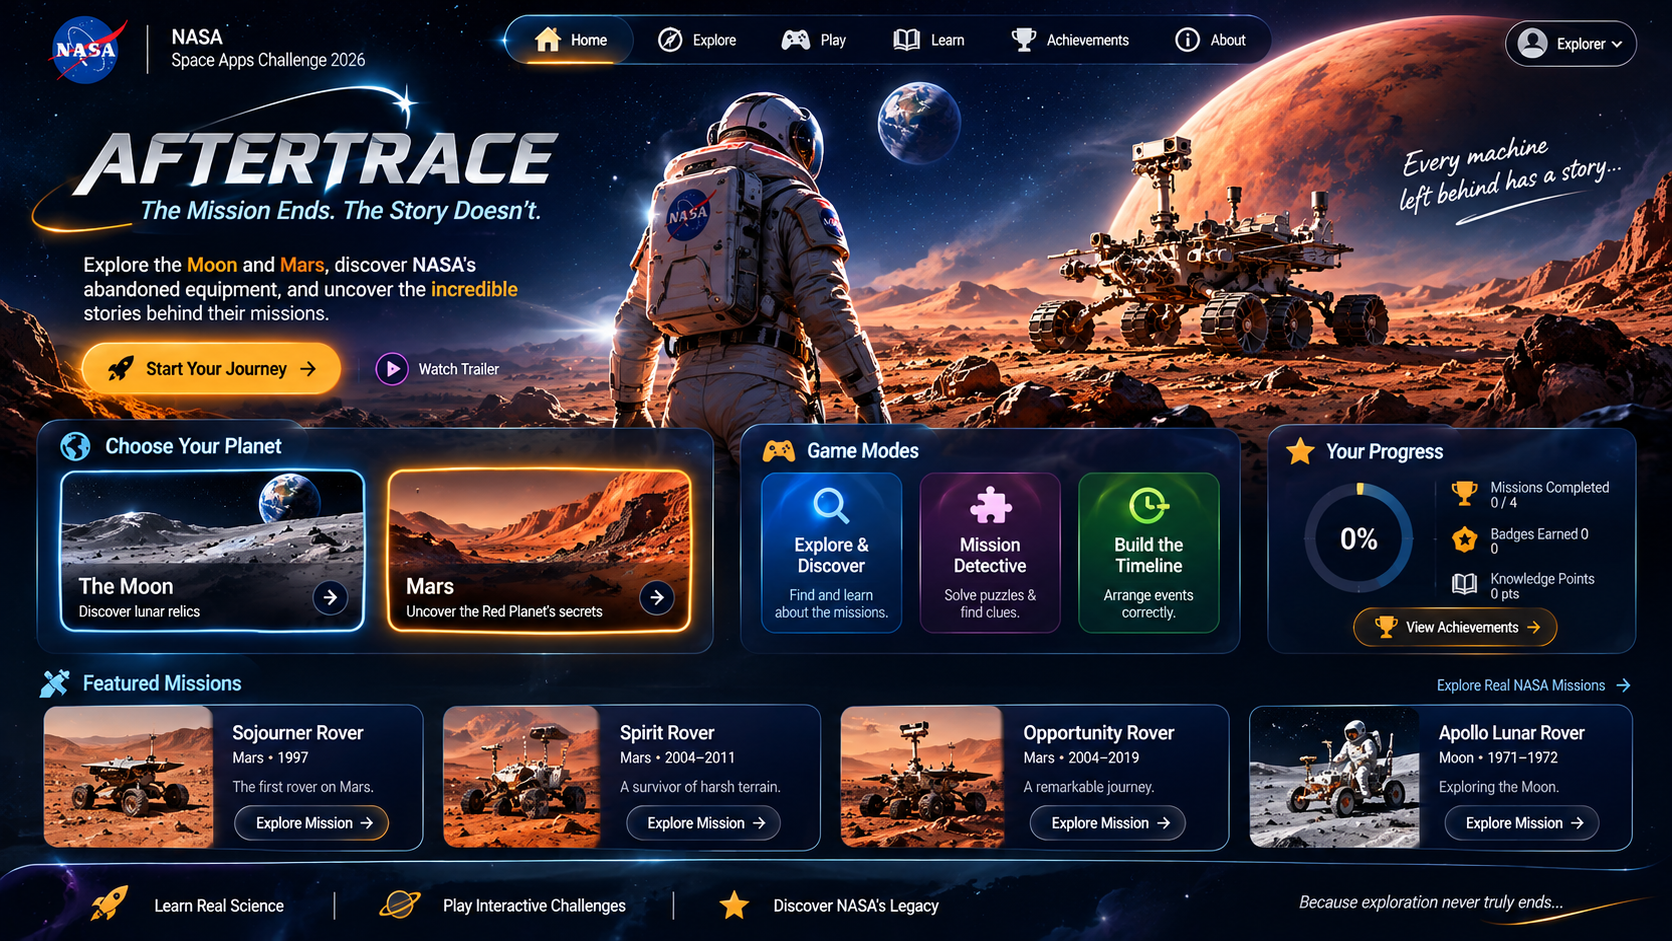 NASA
NASA
Space Apps Challenge 2026
Home
Explore
Play
Learn
Achievements
About
Explorer
AFTERTRACE
The Mission Ends. The Story Doesn't.
Explore the Moon and Mars, discover NASA's
abandoned equipment, and uncover the incredible
stories behind their missions.
Start Your Journey →
Watch Trailer
NASA
Every machine
left behind has a story...
Choose Your Planet
The Moon
Discover lunar relics
Mars
Uncover the Red Planet's secrets
Game Modes
Explore &
Discover
Find and learn
about the missions.
Mission
Detective
Solve puzzles &
find clues.
Build the
Timeline
Arrange events
correctly.
Your Progress
0%
Missions Completed
0 / 4
Badges Earned 0
0
Knowledge Points
0 pts
View Achievements →
Featured Missions
Explore Real NASA Missions →
Sojourner Rover
Mars • 1997
The first rover on Mars.
Explore Mission →
Spirit Rover
Mars • 2004–2011
A survivor of harsh terrain.
Explore Mission →
Opportunity Rover
Mars • 2004–2019
A remarkable journey.
Explore Mission →
Apollo Lunar Rover
Moon • 1971–1972
Exploring the Moon.
Explore Mission →
Learn Real Science
Play Interactive Challenges
Discover NASA's Legacy
Because exploration never truly ends...